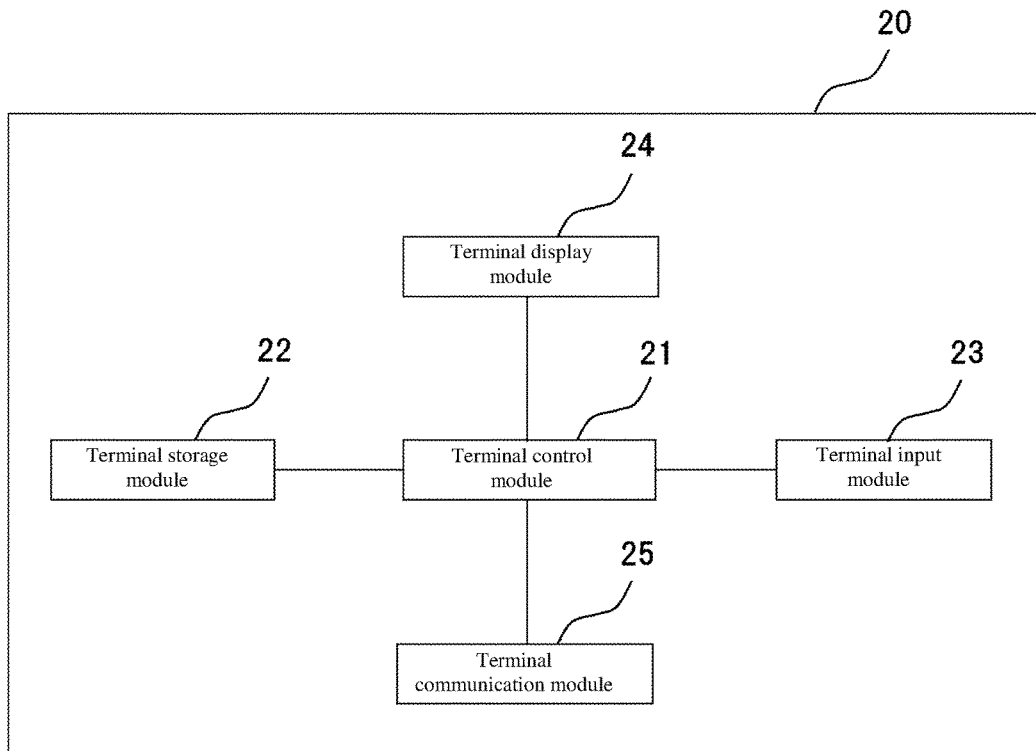 20
24
Terminal display
module
22
21
23
Terminal storage
module
Terminal control
module
Terminal input
module
25
Terminal
communication module